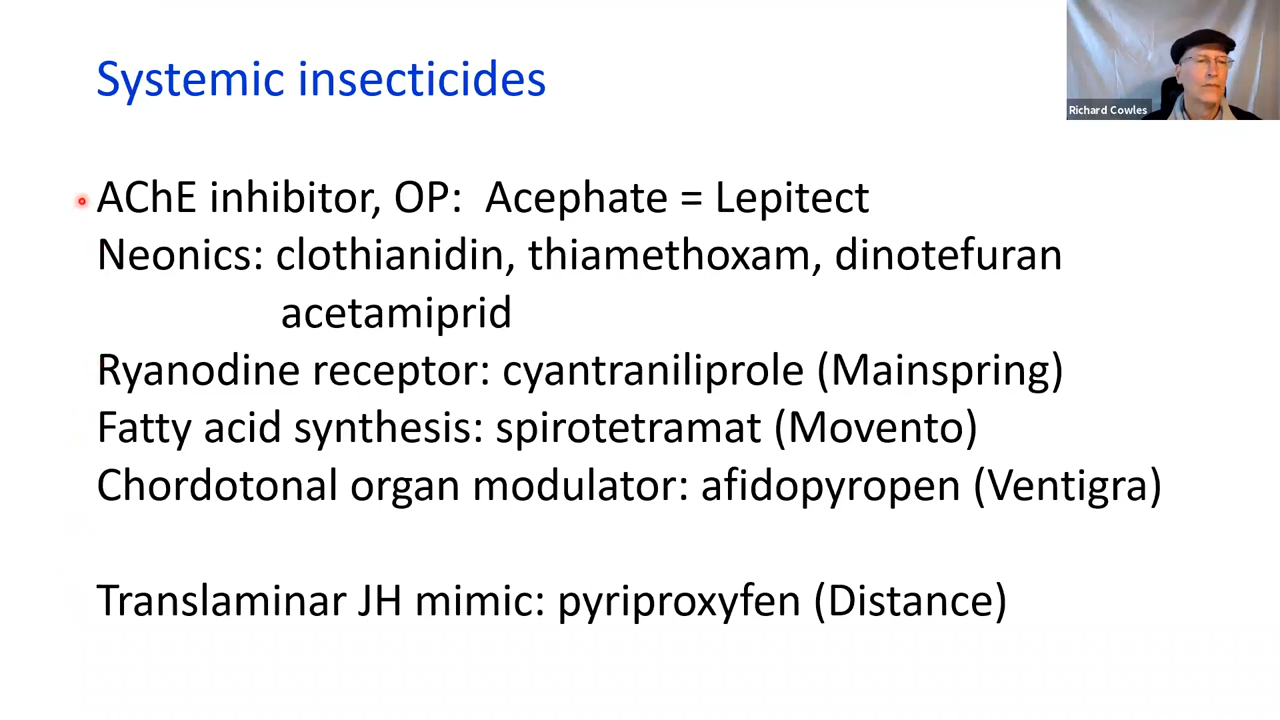 Systemic insecticides
Richard Cowles
AChE inhibitor, OP:  Acephate = Lepitect
Neonics: clothianidin, thiamethoxam, dinotefuran
acetamiprid
Ryanodine receptor: cyantraniliprole (Mainspring)
Fatty acid synthesis: spirotetramat (Movento)
Chordotonal organ modulator: afidopyropen (Ventigra)
Translaminar JH mimic: pyriproxyfen (Distance)